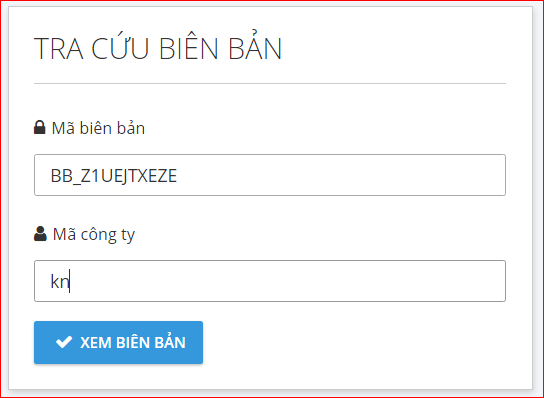 TRA CỨU BIÊN BẢN
Mã biên bản
BB_Z1UEJTXEZE
Mã công ty
kn
XEM BIÊN BẢN